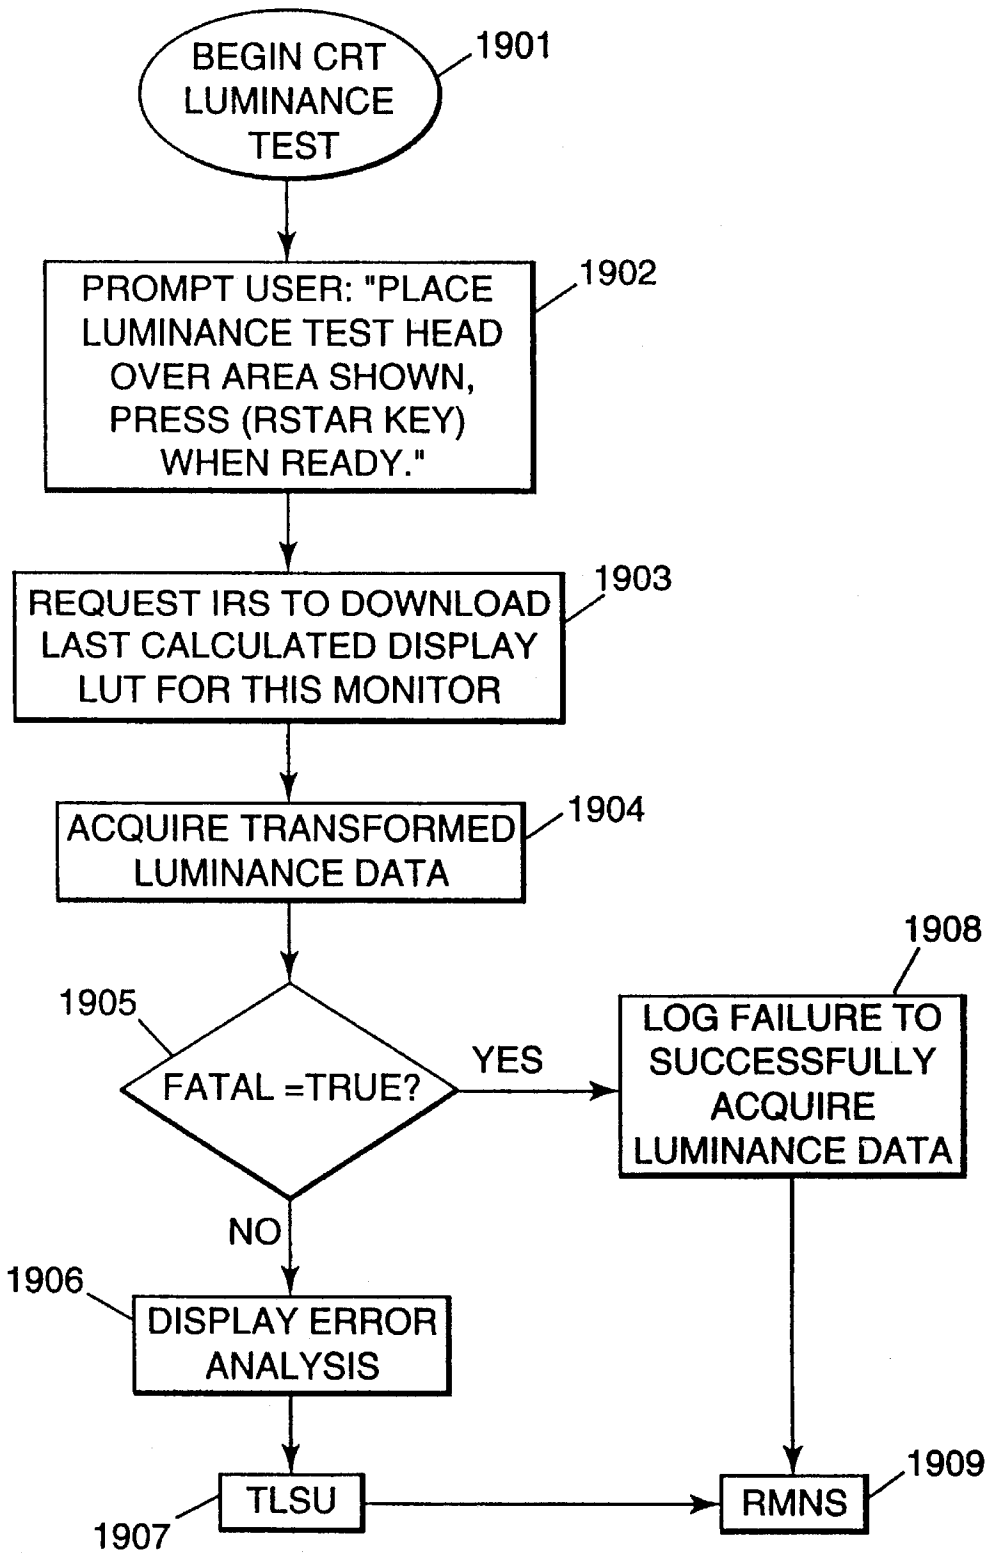 BEGIN CRT
LUMINANCE
TEST
1901
PROMPT USER: "PLACE
LUMINANCE TEST HEAD
OVER AREA SHOWN,
PRESS (RSTAR KEY)
WHEN READY."
1902
REQUEST IRS TO DOWNLOAD
LAST CALCULATED DISPLAY
LUT FOR THIS MONITOR
1903
ACQUIRE TRANSFORMED
LUMINANCE DATA
1904
1905
FATAL =TRUE?
YES
1908
LOG FAILURE TO
SUCCESSFULLY
ACQUIRE
LUMINANCE DATA
NO
1906
DISPLAY ERROR
ANALYSIS
TLSU
1907
RMNS
1909